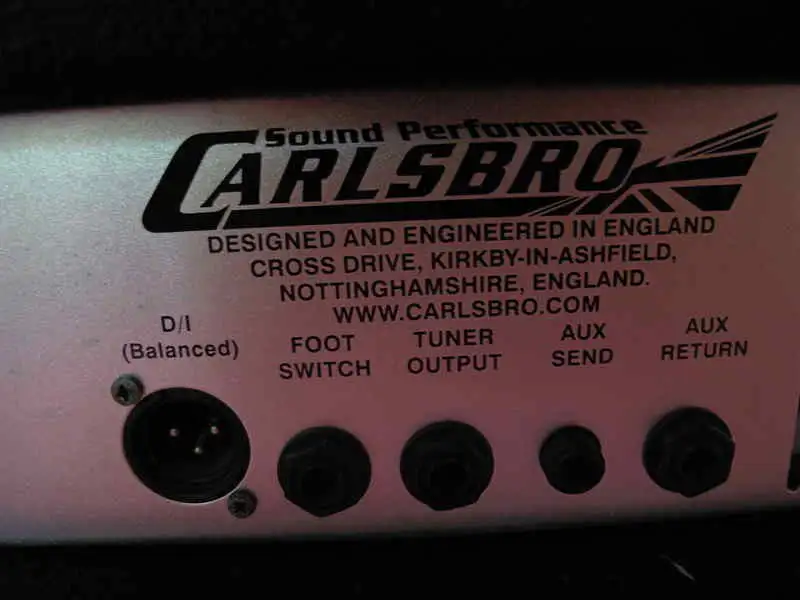 Sound Performance
CARLSBRO
DESIGNED AND ENGINEERED IN ENGLAND
CROSS DRIVE, KIRKBY-IN-ASHFIELD,
NOTTINGHAMSHIRE, ENGLAND.
WWW.CARLSBRO.COM
D/I
(Balanced)
FOOT
SWITCH
TUNER
OUTPUT
AUX
SEND
AUX
RETURN